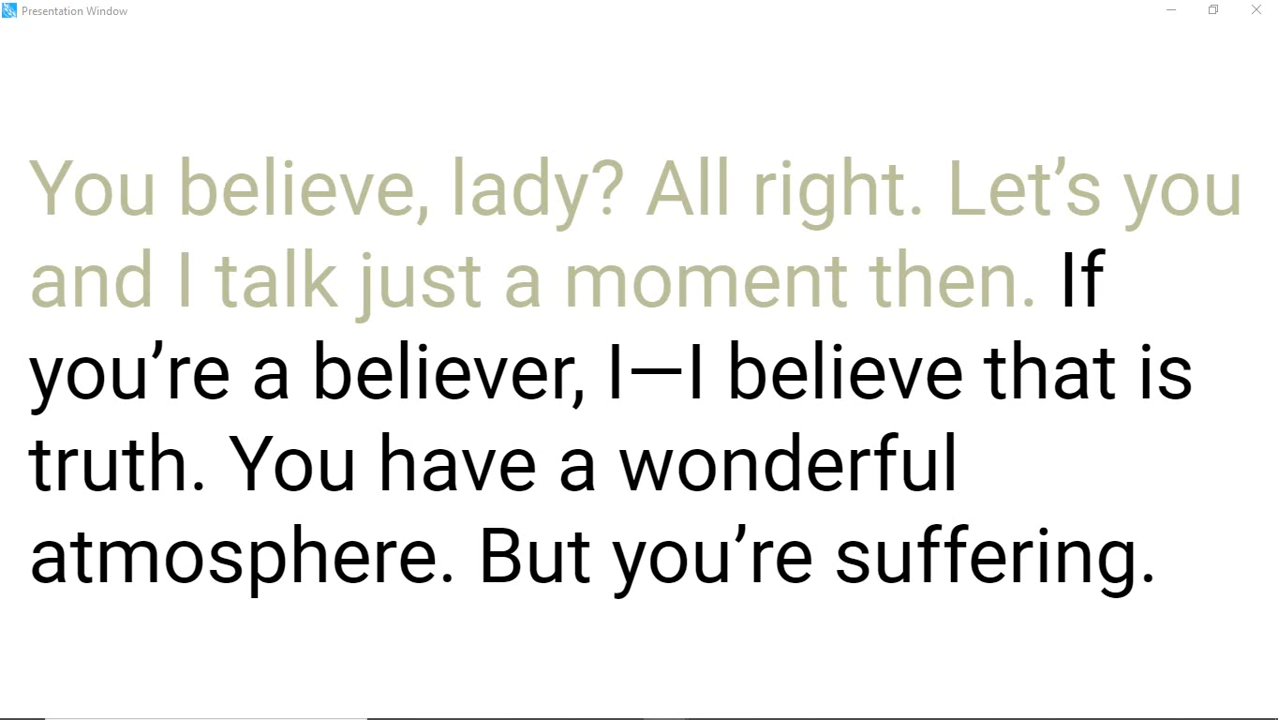 Presentation Window
You believe, lady? All right. Let’s you
and I talk just a moment then. If
you’re a believer, I—I believe that is
truth. You have a wonderful
atmosphere. But you’re suffering.